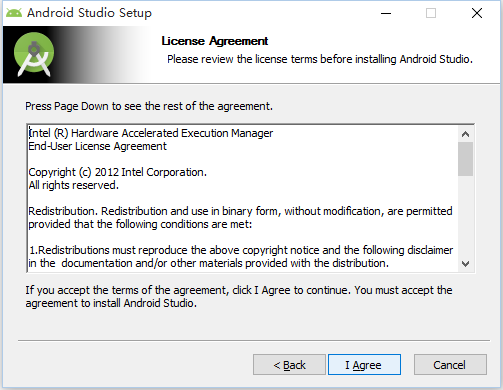 Android Studio Setup
License Agreement
Please review the license terms before installing Android Studio.
Press Page Down to see the rest of the agreement.
Intel (R) Hardware Accelerated Execution Manager
End-User License Agreement
Copyright (c) 2012 Intel Corporation.
All rights reserved.
Redistribution. Redistribution and use in binary form, without modification, are permitted
provided that the following conditions are met:
1.Redistributions must reproduce the above copyright notice and the following disclaimer
in the  documentation and/or other materials provided with the distribution.
If you accept the terms of the agreement, click I Agree to continue. You must accept the
agreement to install Android Studio.
< Back
I Agree
Cancel